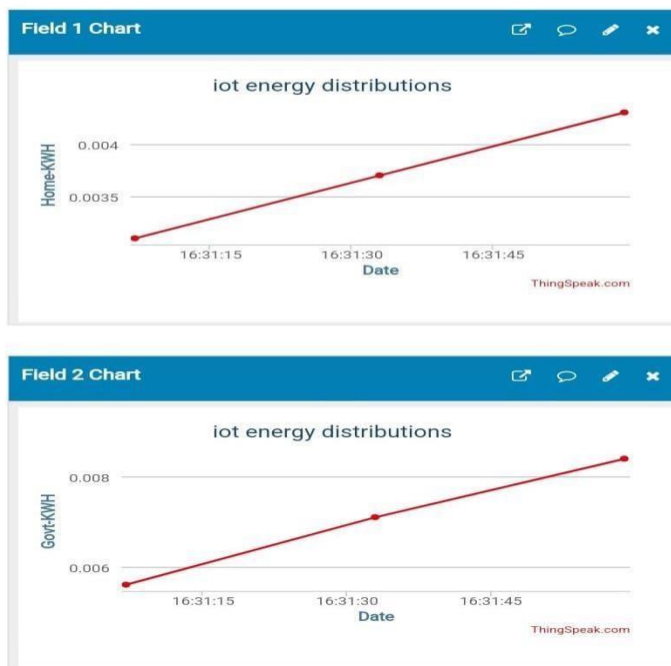 Field 1 Chart
iot energy distributions
Home-KWH
0.004
0.0035
16:31:15 16:31:30 16:31:45
Date
ThingSpeak.com
Field 2 Chart
iot energy distributions
Govt-KWH
0.008
0.006
16:31:15 16:31:30 16:31:45
Date
ThingSpeak.com